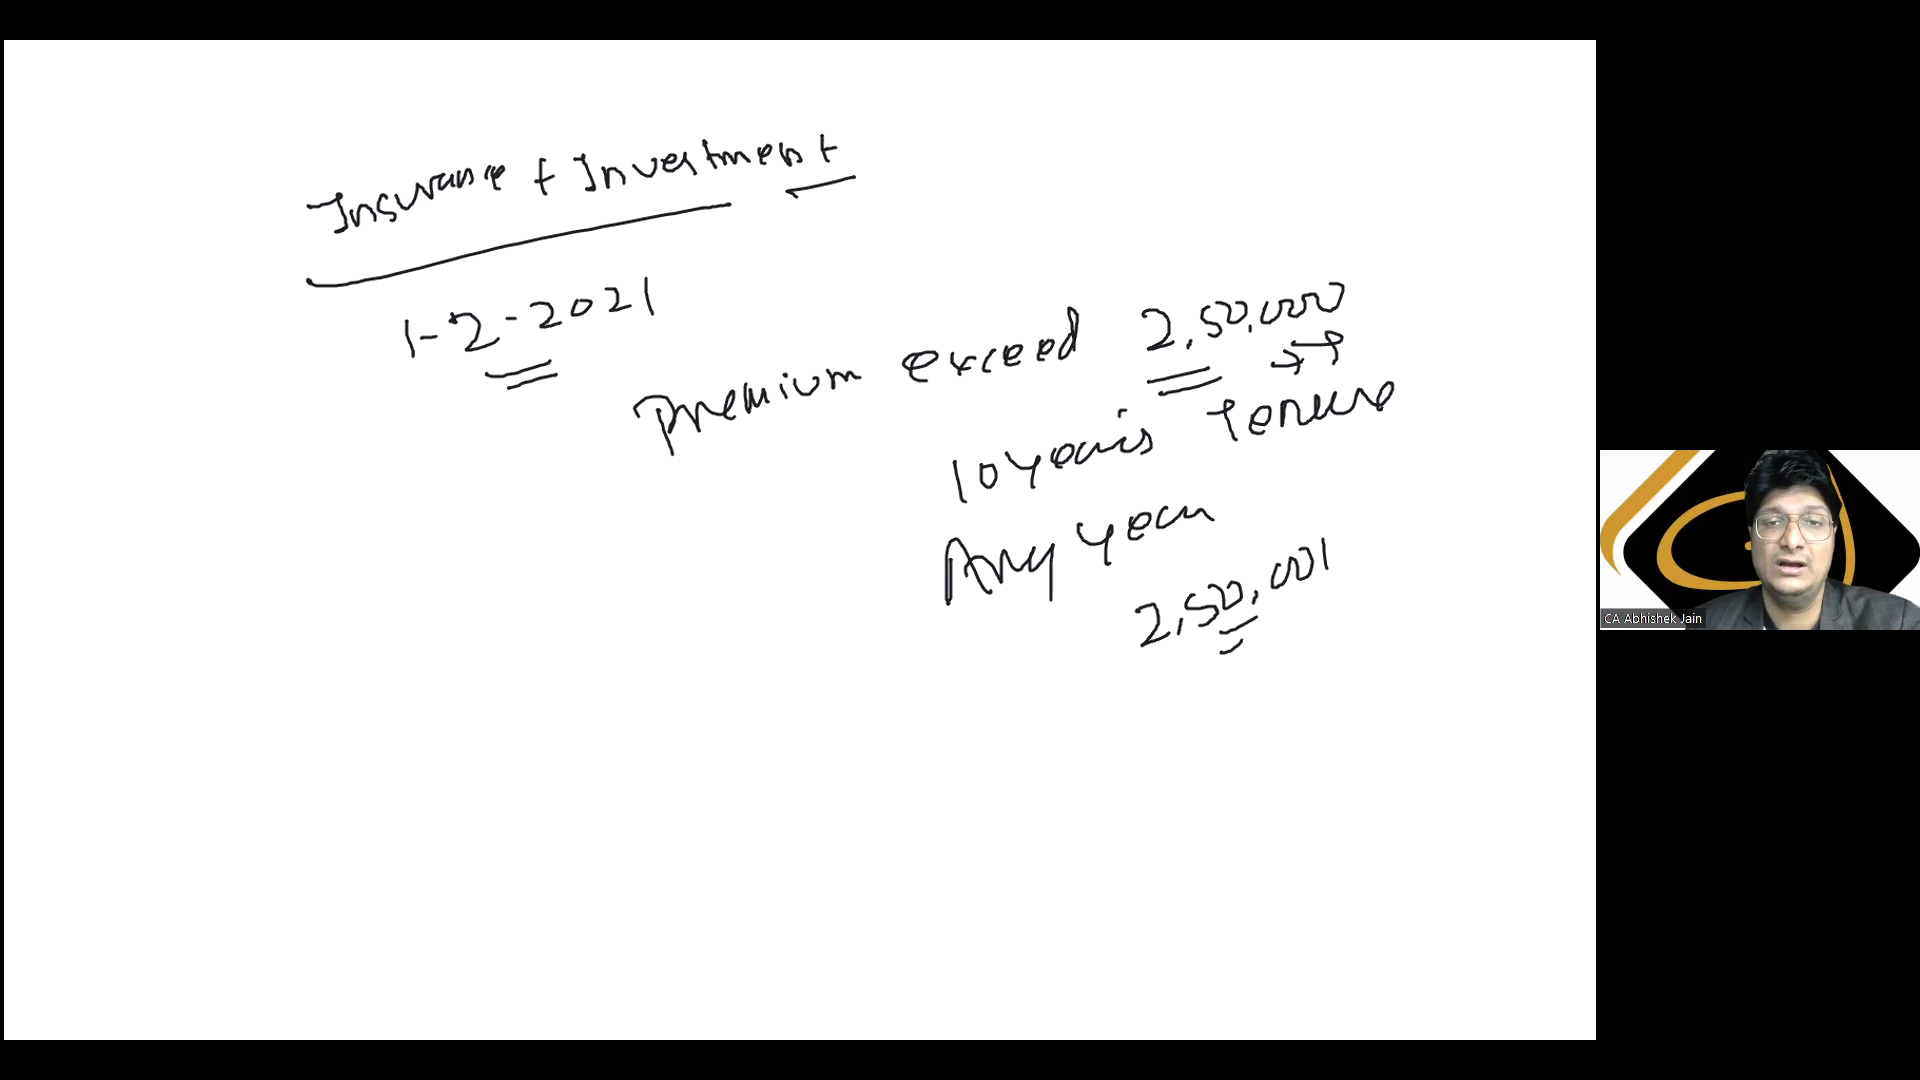 Insurance + Investment
1-2-2021
Premium exceed 2,50,000
10 years tenure
Any year
2,50,001
CA Abhishek Jain